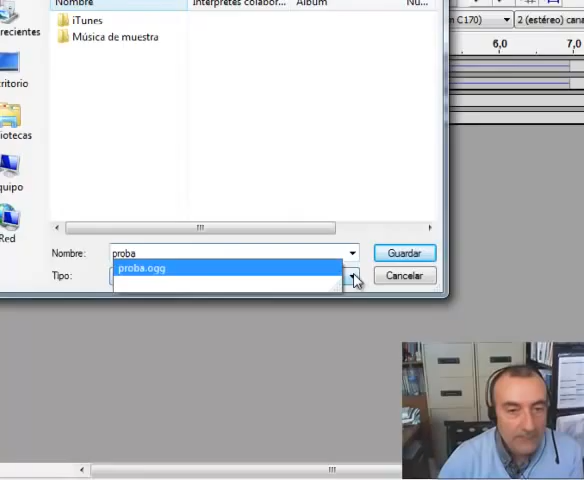 Nombre
Intérpretes colabor...
Álbum
Nú...
iTunes
Música de muestra
recientes
critorio
iotecas
quipo
Red
n C170)
2 (estéreo) cana
6,0
7,0
Nombre:
proba
Guardar
proba.ogg
Tipo:
Cancelar